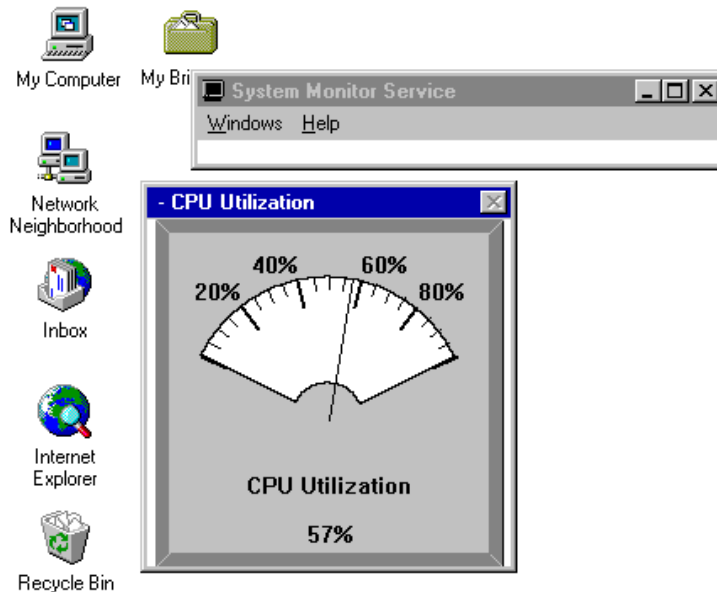 My Computer
My Bri
System Monitor Service
Windows Help
Network
Neighborhood
- CPU Utilization
20%
40%
60%
80%
Inbox
Internet
Explorer
CPU Utilization
57%
Recycle Bin